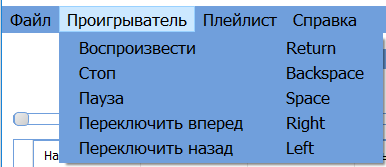 Файл Проигрыватель Плейлист Справка
Воспроизвести Return
Стоп Backspace
Пауза Space
Переключить вперед Right
Переключить назад Left